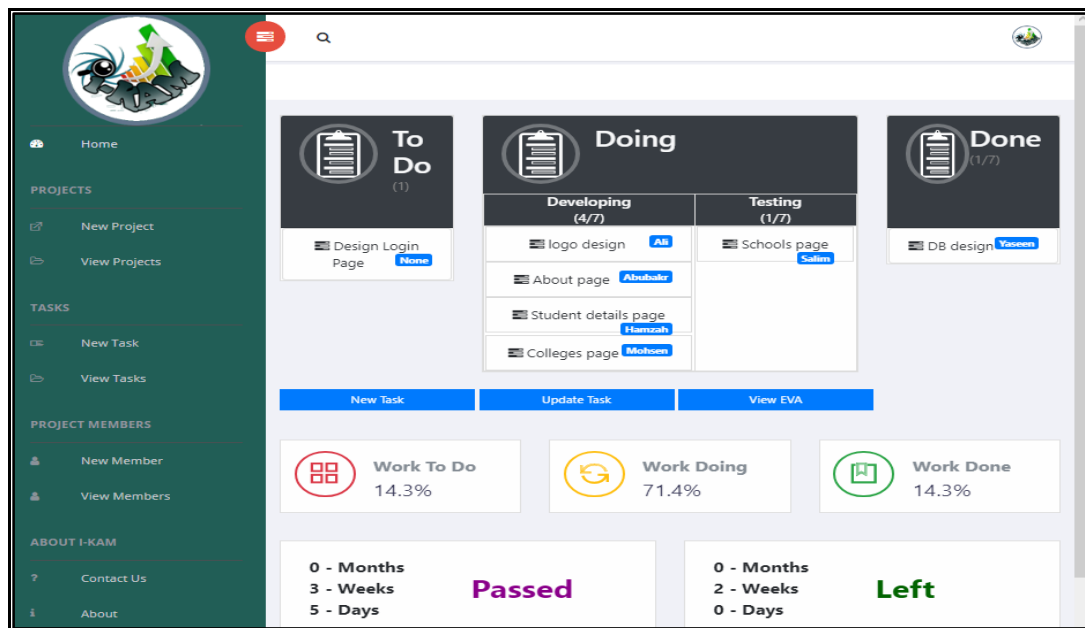 I-KAM
Home
PROJECTS
New Project
View Projects
TASKS
New Task
View Tasks
PROJECT MEMBERS
New Member
View Members
ABOUT I-KAM
? Contact Us
i About
To
Do
(1)
Design Login
Page None
Doing
Developing
(4/7)
logo design Ali
About page Abubakr
Student details page
Hamzah
Colleges page Mohsen
Testing
(1/7)
Schools page
Salim
Done
(1/7)
DB design Yaseen
New Task
Update Task
View EVA
Work To Do
14.3%
Work Doing
71.4%
Work Done
14.3%
0 - Months
3 - Weeks
5 - Days
Passed
0 - Months
2 - Weeks
0 - Days
Left